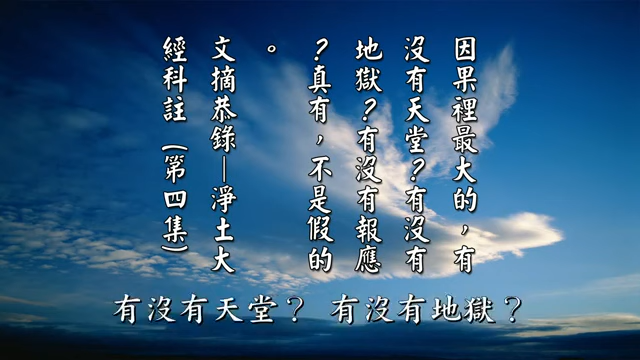 因果裡最大的，有
沒有天堂？有沒有
地獄？有沒有報應
？真有，不是假的
。
文摘恭錄—淨土大
經科註（第四集）
有沒有天堂？ 有沒有地獄？